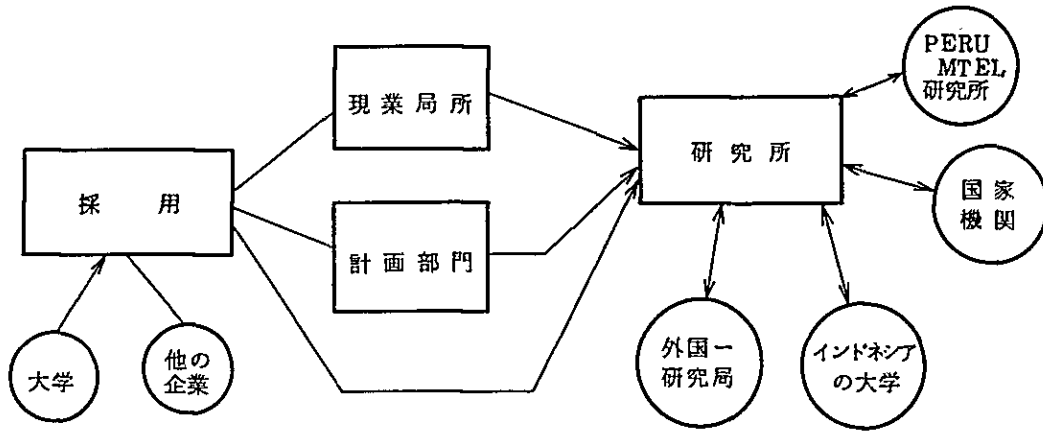 PERU
MTEL
研究所
現業局所
研究所
採用
国家
機関
計画部門
大学
他の
企業
外国一
研究局
インドネシア
の大学